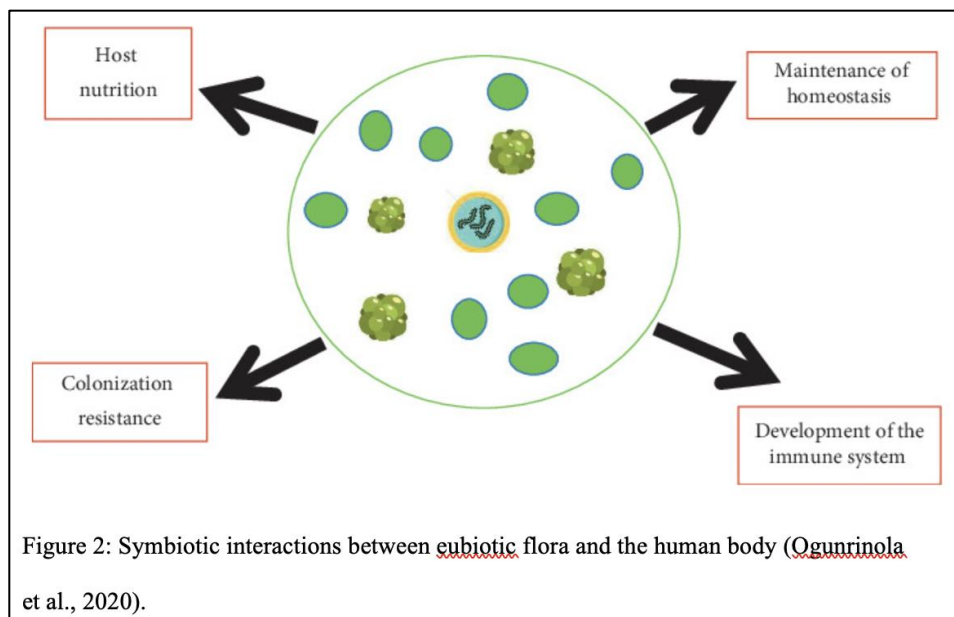 Host
nutrition
Maintenance of
homeostasis
Colonization
resistance
Development of the
immune system
Figure 2: Symbiotic interactions between eubiotic flora and the human body (Ogunrinola
et al., 2020).